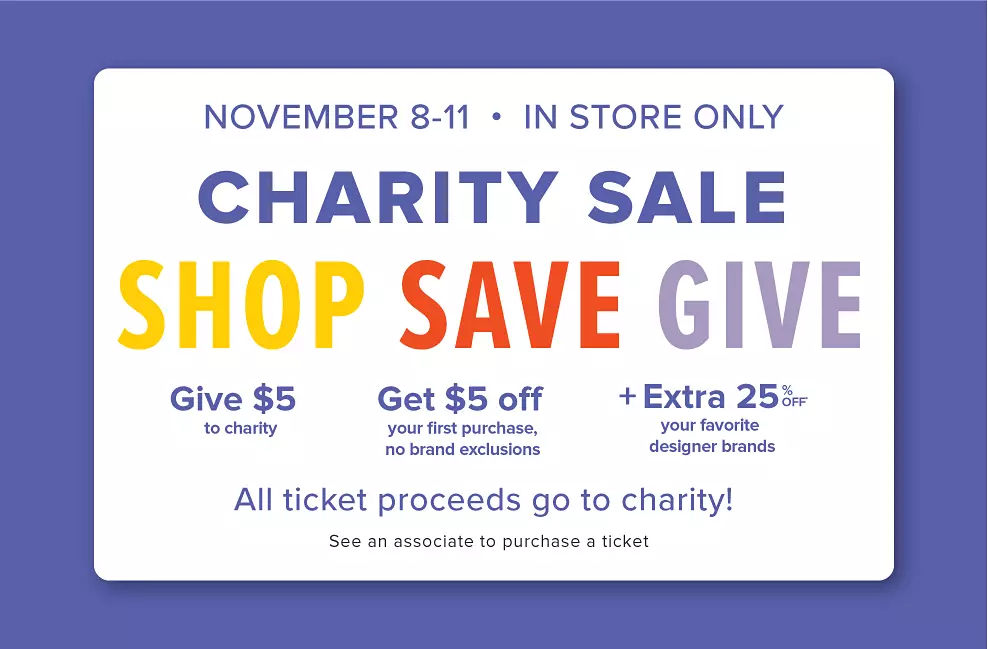 NOVEMBER 8-11 • IN STORE ONLY
CHARITY SALE
SHOP SAVE GIVE
Give $5
to charity
Get $5 off
your first purchase,
no brand exclusions
+ Extra 25% OFF
your favorite
designer brands
All ticket proceeds go to charity!
See an associate to purchase a ticket